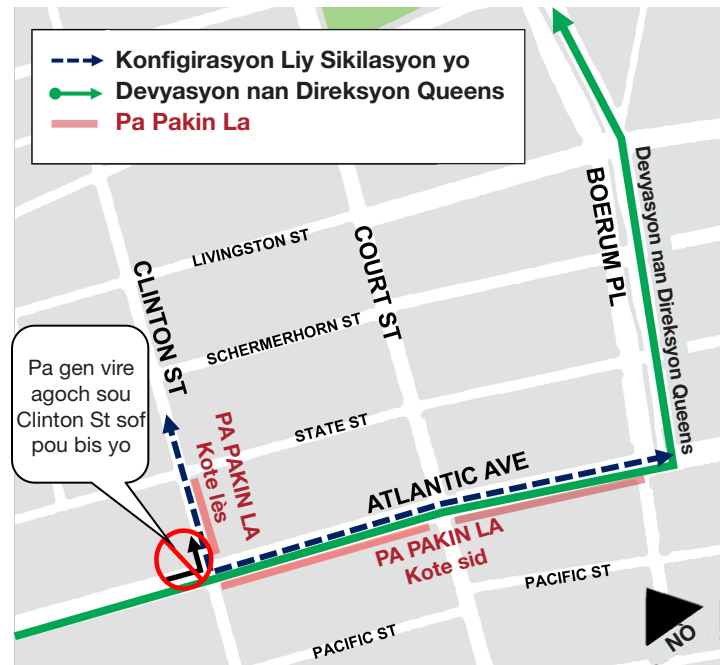 Konfigirasyon Liy Sikilasyon yo
Devyasyon nan Direksyon Queens
Pa Pakin La
LIVINGSTON ST
CLINTON ST
COURT ST
BOERUM PL
Devyasyon nan Direksyon Queens
SCHERMERHORN ST
STATE ST
Pa gen vire
agoch sou
Clinton St sof
pou bis yo
PA PAKIN LA
Kote lès
ATLANTIC AVE
PA PAKIN LA
Kote sid
PACIFIC ST
PACIFIC ST
NÒ